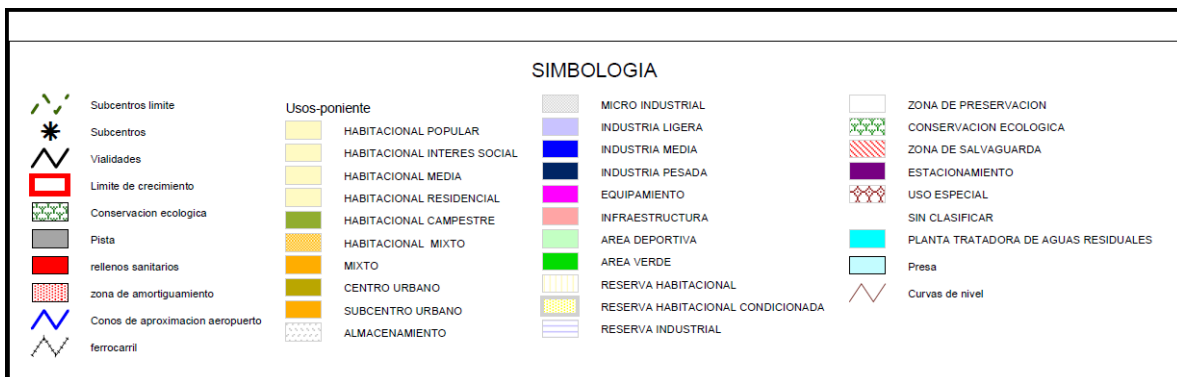 SIMBOLOGIA
Subcentros limite
Subcentros
Vialidades
Limite de crecimiento
Conservacion ecologica
Pista
rellenos sanitarios
zona de amortiguamiento
Conos de aproximacion aeropuerto
ferrocarril
Usos-poniente
HABITACIONAL POPULAR
HABITACIONAL INTERES SOCIAL
HABITACIONAL MEDIA
HABITACIONAL RESIDENCIAL
HABITACIONAL CAMPESTRE
HABITACIONAL MIXTO
MIXTO
CENTRO URBANO
SUBCENTRO URBANO
ALMACENAMIENTO
MICRO INDUSTRIAL
INDUSTRIA LIGERA
INDUSTRIA MEDIA
INDUSTRIA PESADA
EQUIPAMIENTO
INFRAESTRUCTURA
AREA DEPORTIVA
AREA VERDE
RESERVA HABITACIONAL
RESERVA HABITACIONAL CONDICIONADA
RESERVA INDUSTRIAL
ZONA DE PRESERVACION
CONSERVACION ECOLOGICA
ZONA DE SALVAGUARDA
ESTACIONAMIENTO
USO ESPECIAL
SIN CLASIFICAR
PLANTA TRATADORA DE AGUAS RESIDUALES
Presa
Curvas de nivel